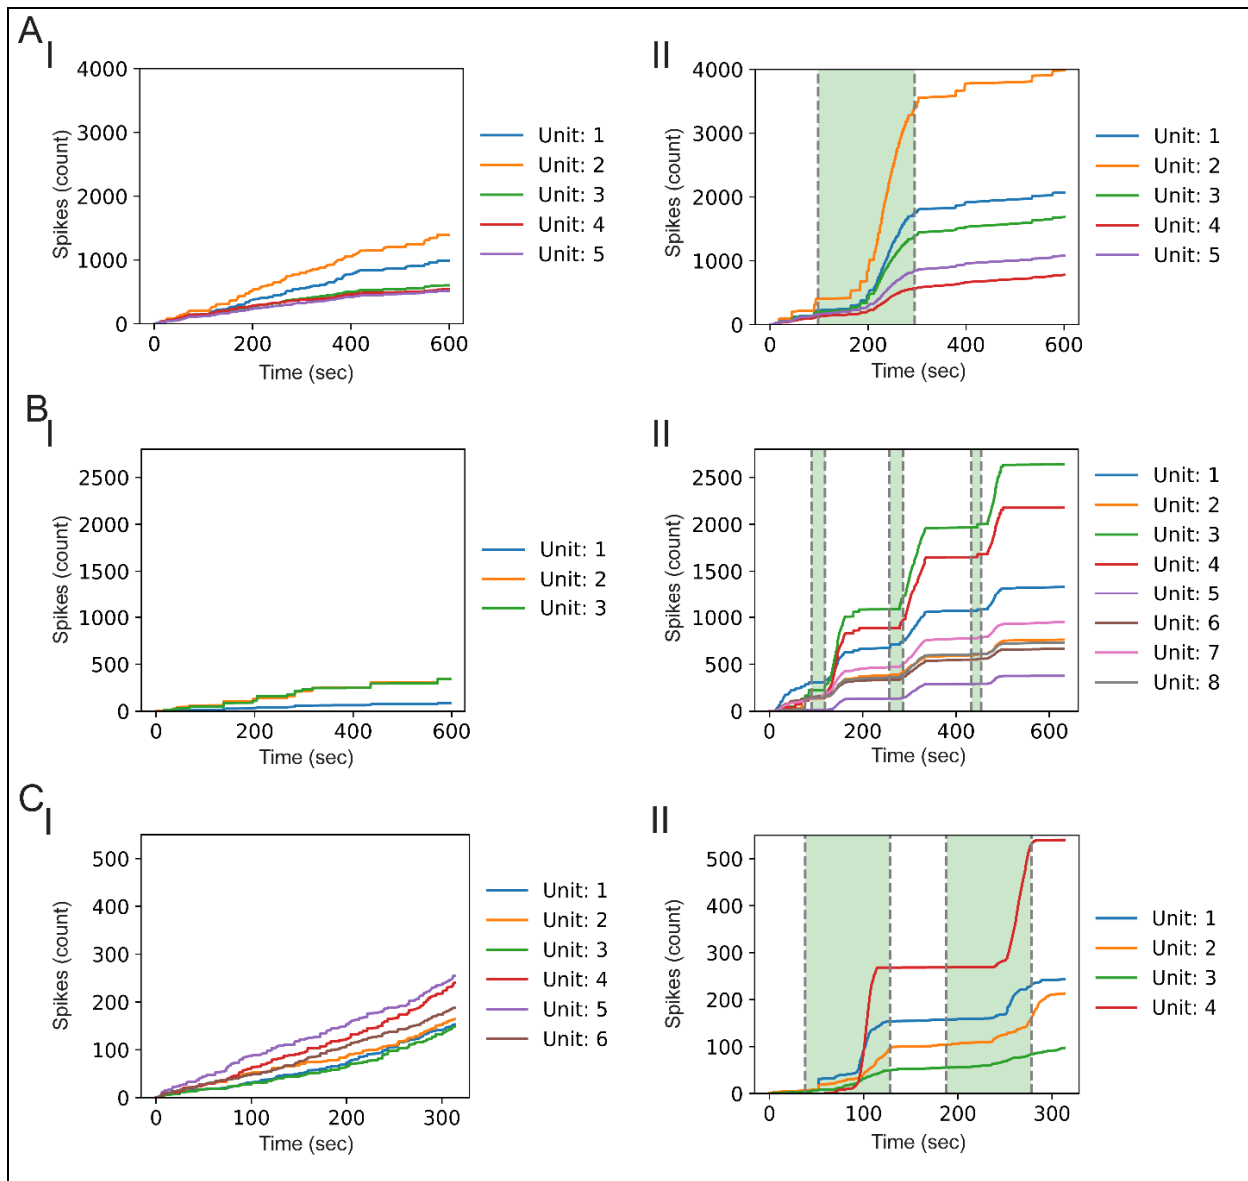 A
I
II
4000
3000
2000
1000
0
Spikes (count)
0 200 400 600
Time (sec)
Unit: 1
Unit: 2
Unit: 3
Unit: 4
Unit: 5
4000
3000
2000
1000
0
Spikes (count)
0 200 400 600
Time (sec)
Unit: 1
Unit: 2
Unit: 3
Unit: 4
Unit: 5
B
I
II
2500
2000
1500
1000
500
0
Spikes (count)
0 200 400 600
Time (sec)
Unit: 1
Unit: 2
Unit: 3
2500
2000
1500
1000
500
0
Spikes (count)
0 200 400 600
Time (sec)
Unit: 1
Unit: 2
Unit: 3
Unit: 4
Unit: 5
Unit: 6
Unit: 7
Unit: 8
C
I
II
500
400
300
200
100
0
Spikes (count)
0 100 200 300
Time (sec)
Unit: 1
Unit: 2
Unit: 3
Unit: 4
Unit: 5
Unit: 6
500
400
300
200
100
0
Spikes (count)
0 100 200 300
Time (sec)
Unit: 1
Unit: 2
Unit: 3
Unit: 4